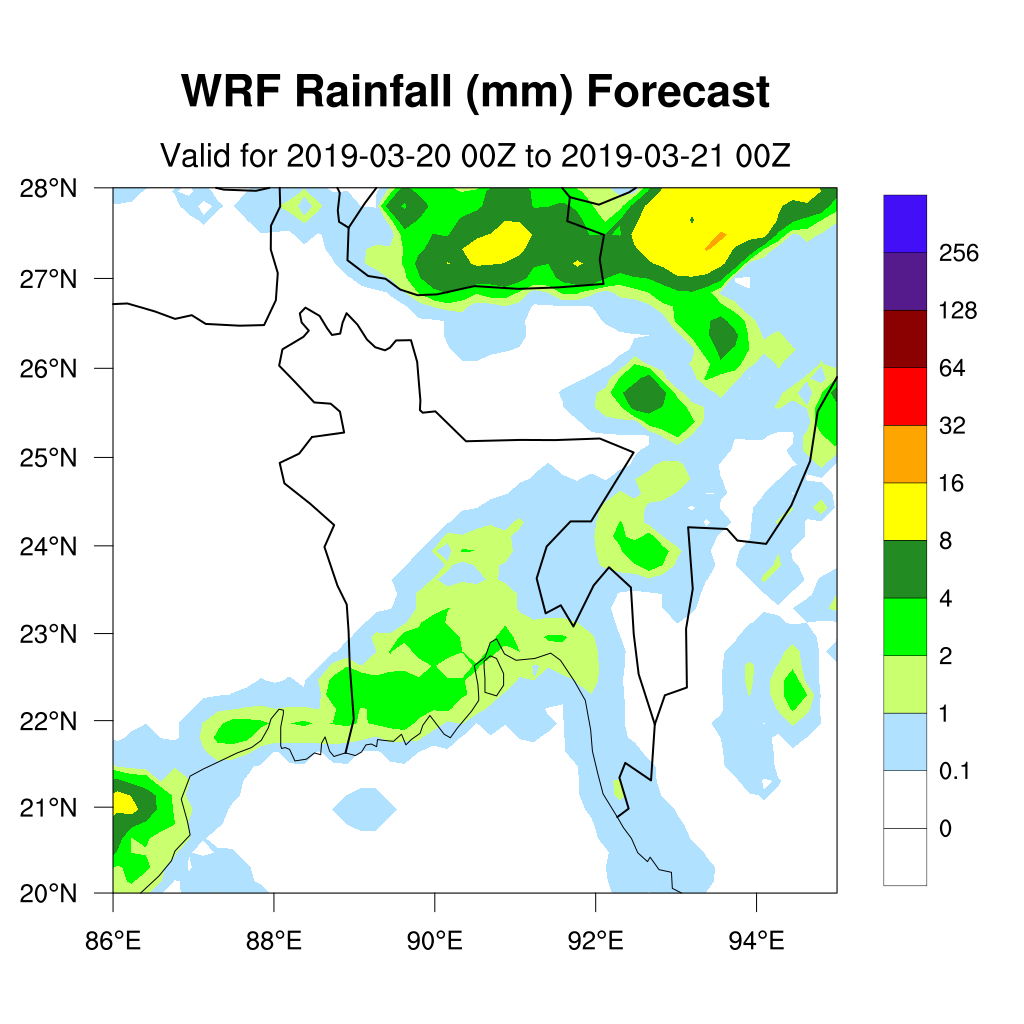 WRF Rainfall (mm) Forecast
Valid for 2019-03-20 00Z to 2019-03-21 00Z
28°N
27°N
26°N
25°N
24°N
23°N
22°N
21°N
20°N
86°E
88°E
90°E
92°E
94°E
256
128
64
32
16
8
4
2
1
0.1
0